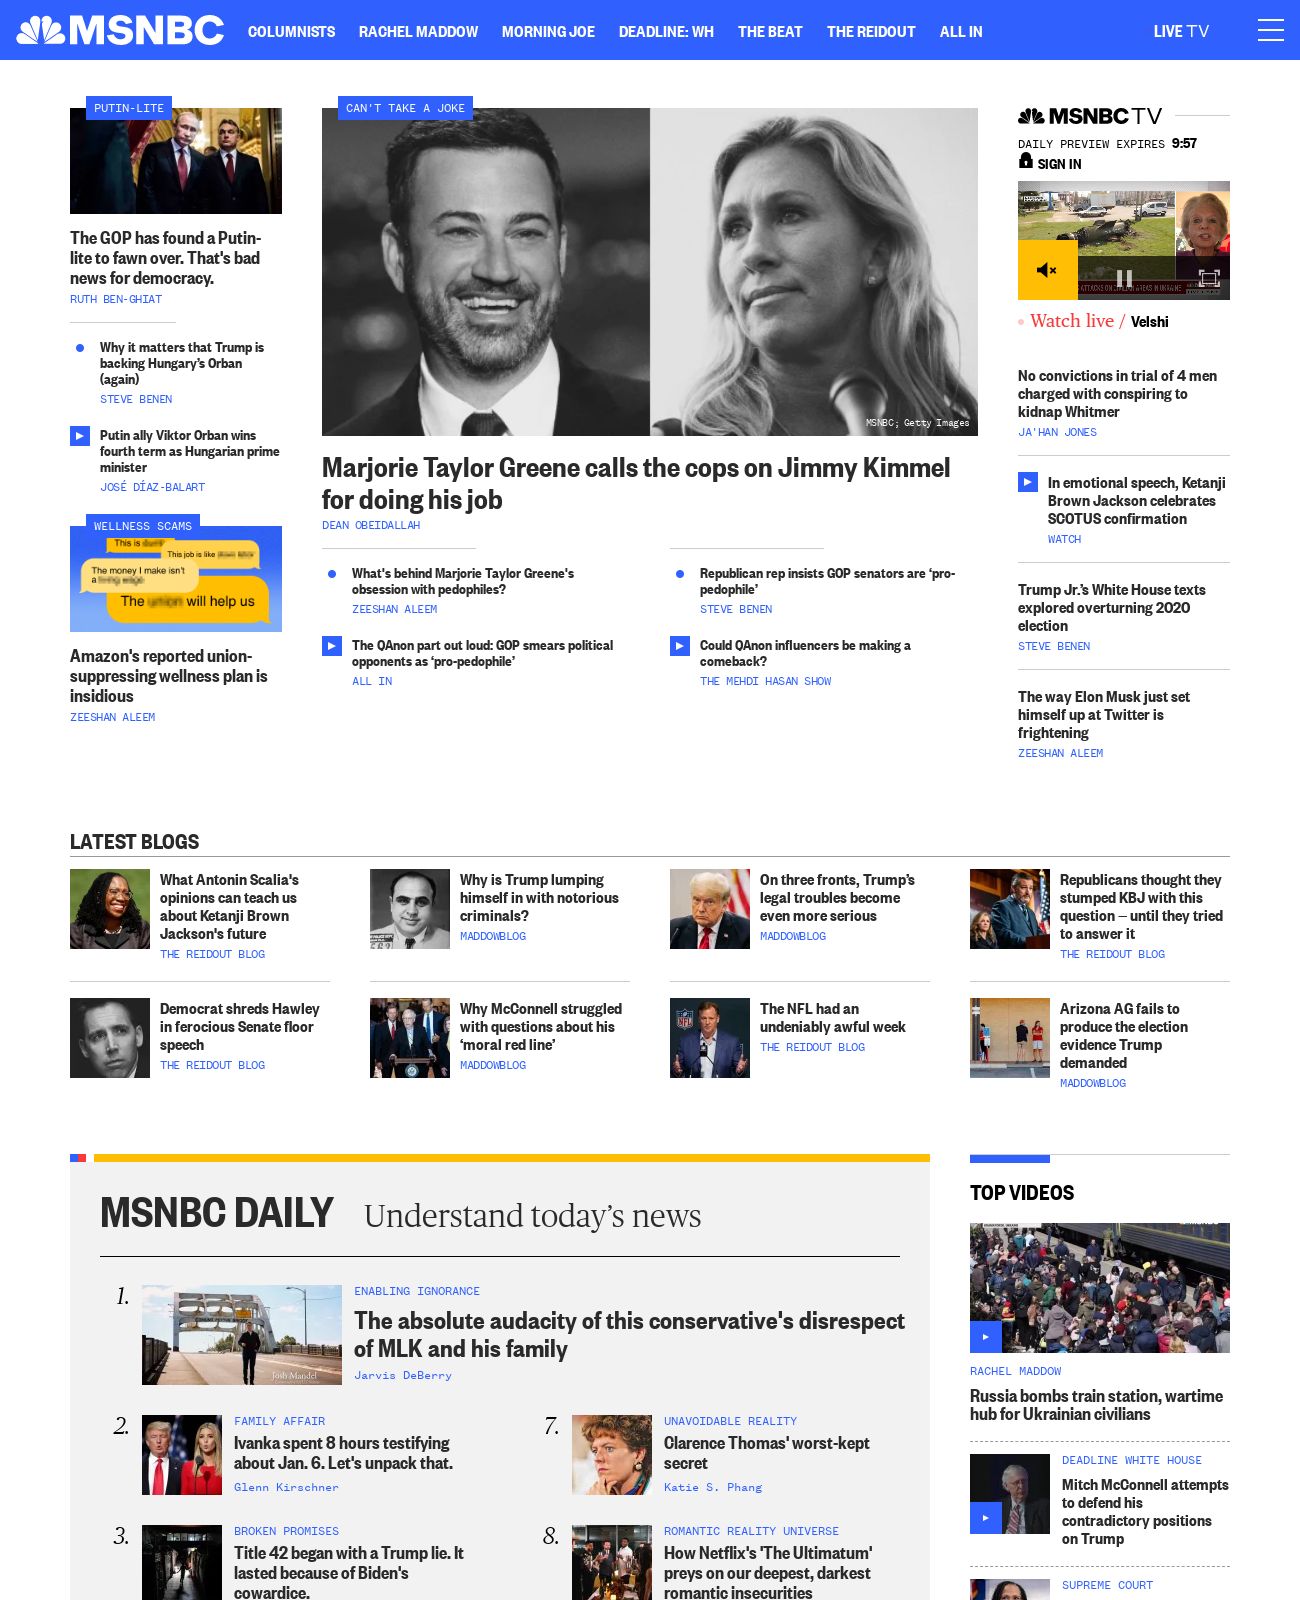 MSNBC
COLUMNISTS
RACHEL MADDOW
MORNING JOE
DEADLINE: WH
THE BEAT
THE REIDOUT
ALL IN
LIVE TV
PUTIN-LITE
The GOP has found a Putin-
lite to fawn over. That's bad
news for democracy.
RUTH BEN-GHIAT
Why it matters that Trump is
backing Hungary’s Orban
(again)
STEVE BENEN
Putin ally Viktor Orban wins
fourth term as Hungarian prime
minister
JOSÉ DÍAZ-BALART
WELLNESS SCAMS
This is
This job is like
The money I make isn't
a
The union will help us
Amazon's reported union-
suppressing wellness plan is
insidious
ZEESHAN ALEEM
CAN’T TAKE A JOKE
MSNBC; Getty Images
Marjorie Taylor Greene calls the cops on Jimmy Kimmel
for doing his job
DEAN OBEIDALLAH
What's behind Marjorie Taylor Greene's
obsession with pedophiles?
ZEESHAN ALEEM
The QAnon part out loud: GOP smears political
opponents as ‘pro-pedophile’
ALL IN
Republican rep insists GOP senators are ‘pro-
pedophile’
STEVE BENEN
Could QAnon influencers be making a
comeback?
THE MEHDI HASAN SHOW
MSNBC TV
DAILY PREVIEW EXPIRES 9:57
SIGN IN
Watch live / Velshi
No convictions in trial of 4 men
charged with conspiring to
kidnap Whitmer
JA'HAN JONES
In emotional speech, Ketanji
Brown Jackson celebrates
SCOTUS confirmation
WATCH
Trump Jr.’s White House texts
explored overturning 2020
election
STEVE BENEN
The way Elon Musk just set
himself up at Twitter is
frightening
ZEESHAN ALEEM
LATEST BLOGS
What Antonin Scalia's
opinions can teach us
about Ketanji Brown
Jackson's future
THE REIDOUT BLOG
Why is Trump lumping
himself in with notorious
criminals?
MADDOWBLOG
On three fronts, Trump’s
legal troubles become
even more serious
MADDOWBLOG
Republicans thought they
stumped KBJ with this
question — until they tried
to answer it
THE REIDOUT BLOG
Democrat shreds Hawley
in ferocious Senate floor
speech
THE REIDOUT BLOG
Why McConnell struggled
with questions about his
‘moral red line’
MADDOWBLOG
NFL
The NFL had an
undeniably awful week
THE REIDOUT BLOG
Arizona AG fails to
produce the election
evidence Trump
demanded
MADDOWBLOG
MSNBC DAILY
Understand today’s news
1.
Josh Mandel
ENABLING IGNORANCE
The absolute audacity of this conservative's disrespect
of MLK and his family
Jarvis DeBerry
2.
FAMILY AFFAIR
Ivanka spent 8 hours testifying
about Jan. 6. Let's unpack that.
Glenn Kirschner
3.
BROKEN PROMISES
Title 42 began with a Trump lie. It
lasted because of Biden's
cowardice.
7.
UNAVOIDABLE REALITY
Clarence Thomas' worst-kept
secret
Katie S. Phang
8.
ROMANTIC REALITY UNIVERSE
How Netflix's 'The Ultimatum'
preys on our deepest, darkest
romantic insecurities
TOP VIDEOS
RACHEL MADDOW
Russia bombs train station, wartime
hub for Ukrainian civilians
DEADLINE WHITE HOUSE
Mitch McConnell attempts
to defend his
contradictory positions
on Trump
SUPREME COURT